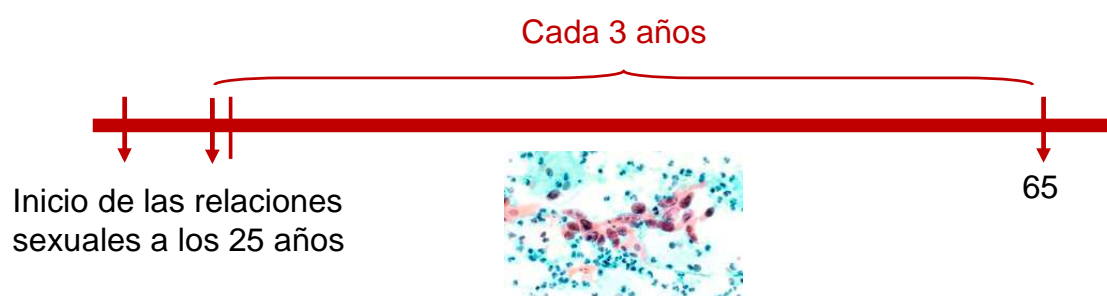 Cada 3 años
Inicio de las relaciones
sexuales a los 25 años
65